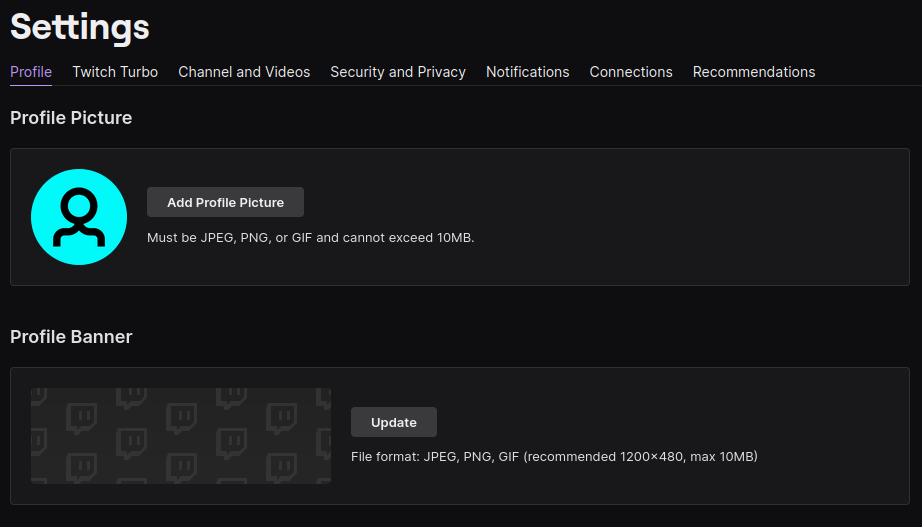 Settings
Profile Twitch Turbo Channel and Videos Security and Privacy Notifications Connections Recommendations
Profile Picture
Add Profile Picture
Must be JPEG, PNG, or GIF and cannot exceed 10MB.
Profile Banner
Update
File format: JPEG, PNG, GIF (recommended 1200×480, max 10MB)